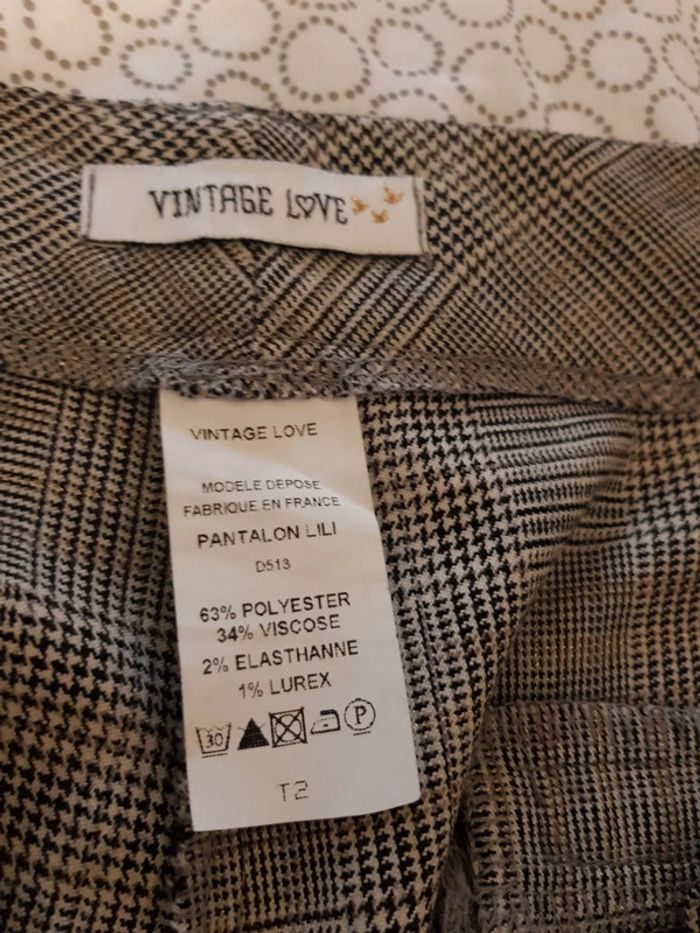 VINTAGE LOVE
VINTAGE LOVE
MODELE DEPOSE
FABRIQUE EN FRANCE
PANTALON LILI
D513
63% POLYESTER
34% VISCOSE
2% ELASTHANNE
1% LUREX
30 P
T2